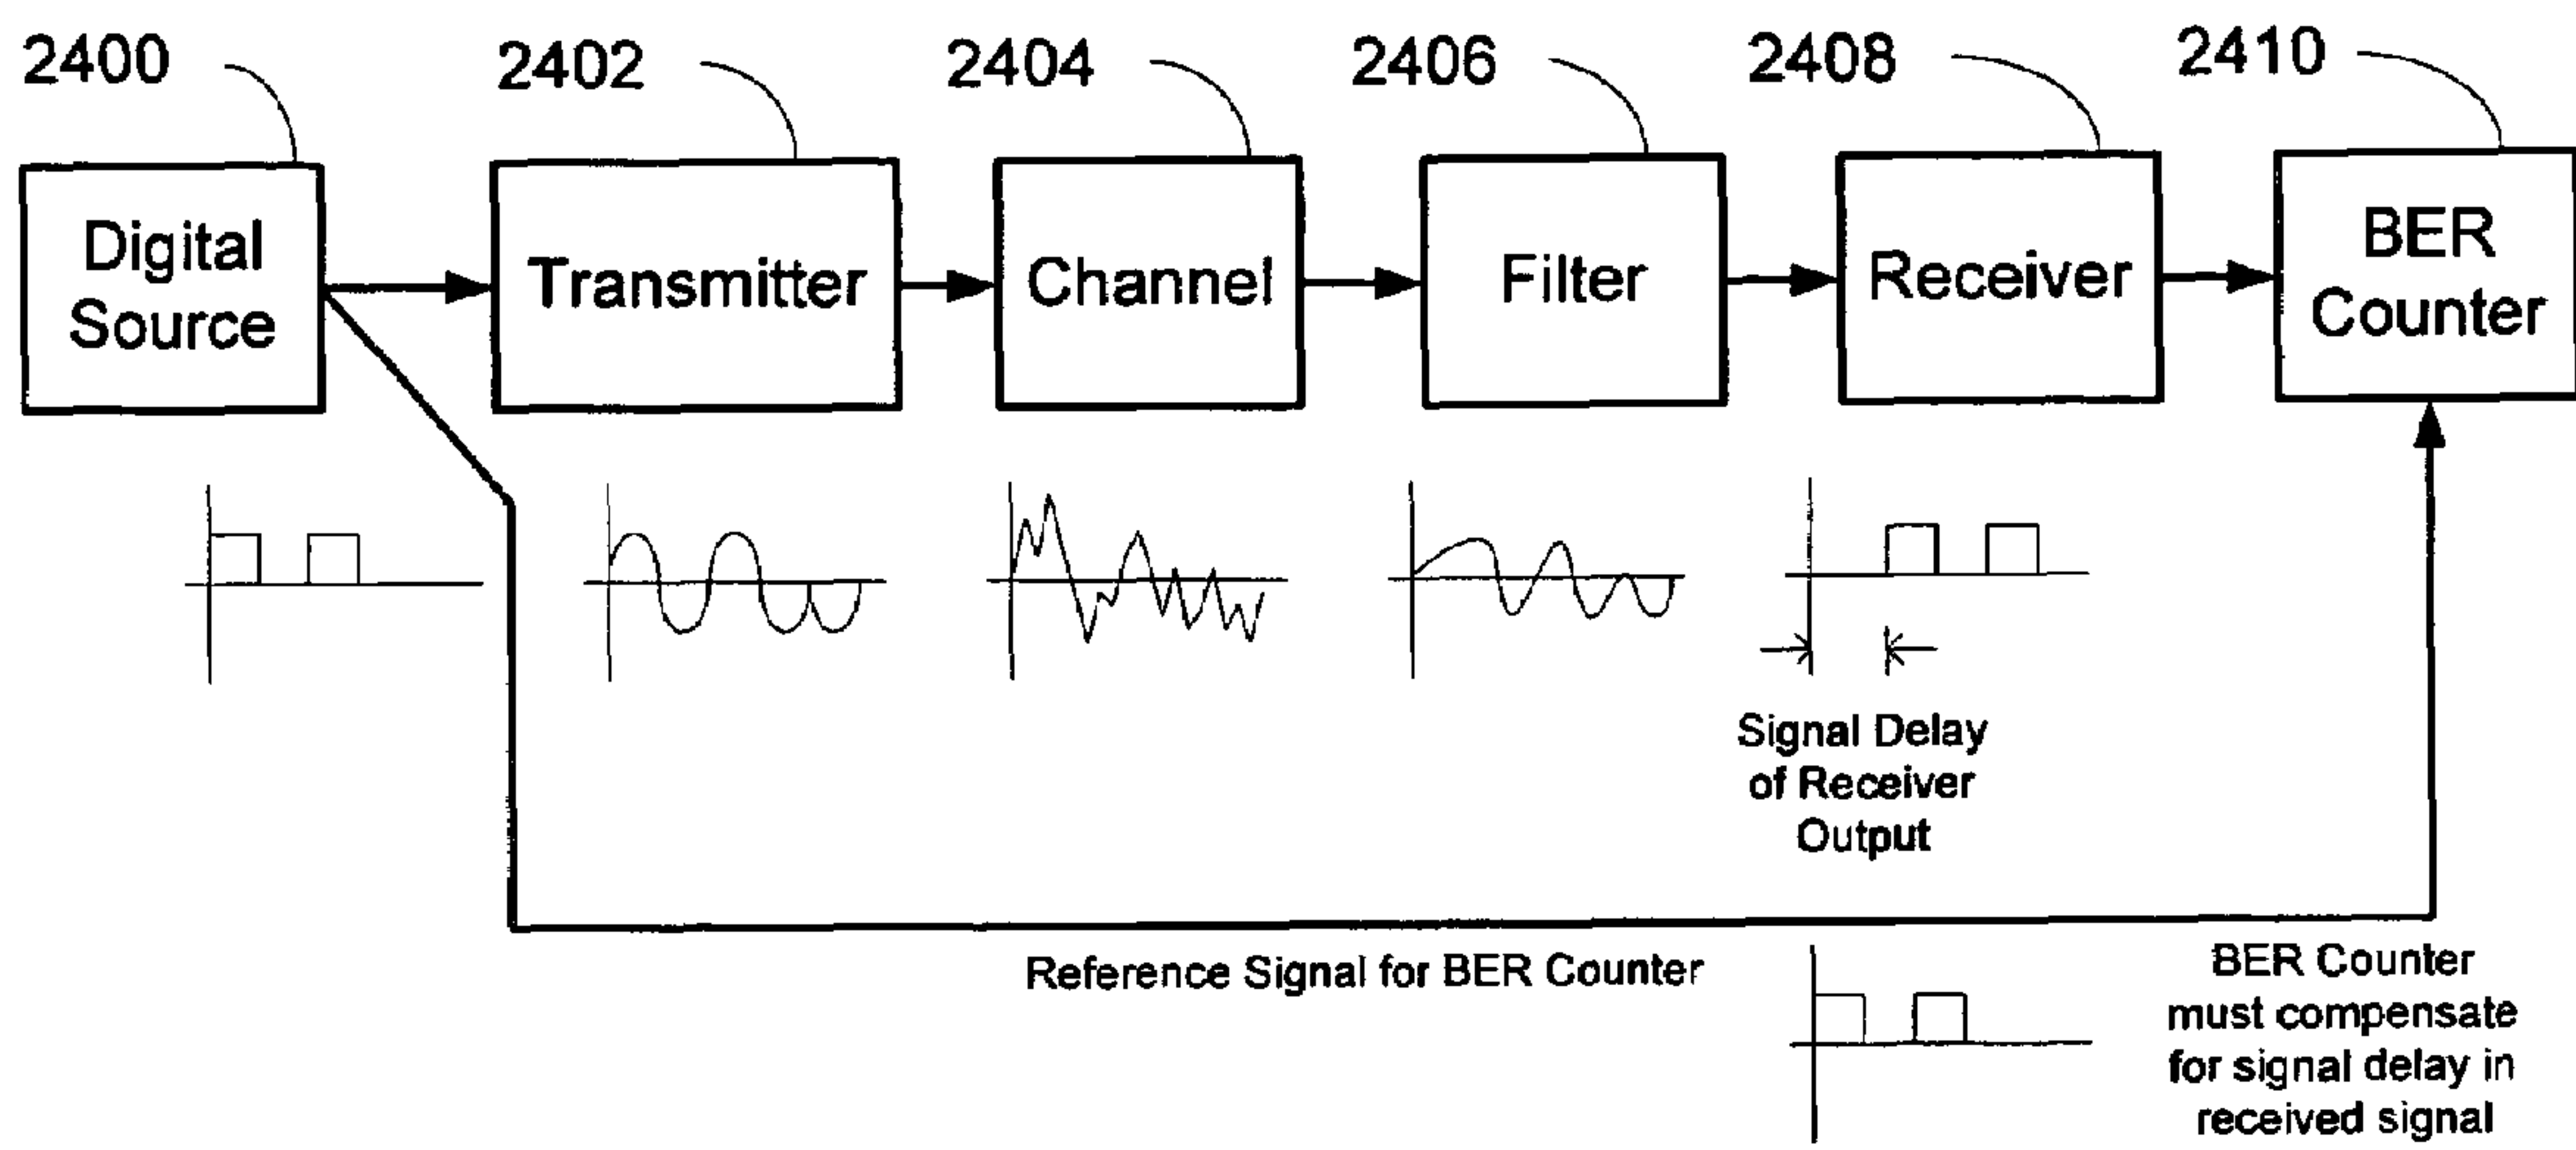 2400
2402
2404
2406
2408
2410
Digital
Source
Transmitter
Channel
Filter
Receiver
BER
Counter
Signal Delay
of Receiver
Output
Reference Signal for BER Counter
BER Counter
must compensate
for signal delay in
received signal